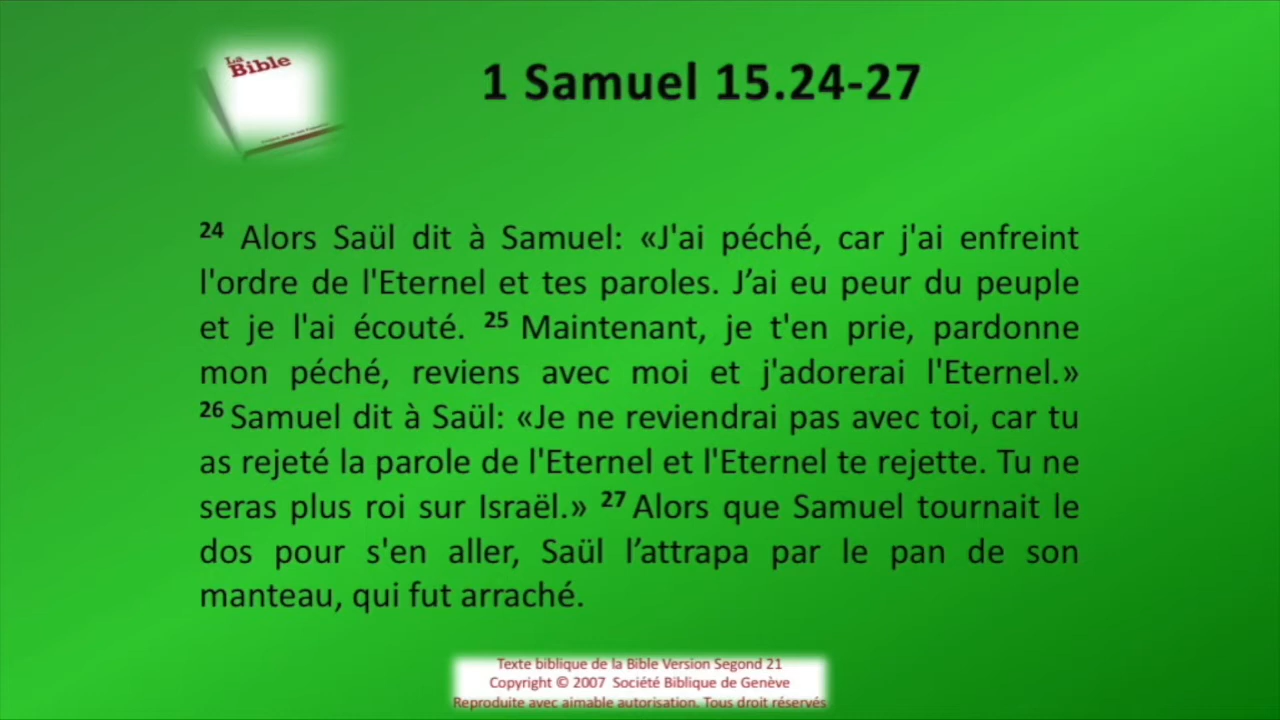 La
Bible
1 Samuel 15.24-27
24 Alors Saül dit à Samuel: «J'ai péché, car j'ai enfreint
l'ordre de l'Eternel et tes paroles. J’ai eu peur du peuple
et je l'ai écouté. 25 Maintenant, je t'en prie, pardonne
mon péché, reviens avec moi et j'adorerai l'Eternel.»
26 Samuel dit à Saül: «Je ne reviendrai pas avec toi, car tu
as rejeté la parole de l'Eternel et l'Eternel te rejette. Tu ne
seras plus roi sur Israël.» 27 Alors que Samuel tournait le
dos pour s'en aller, Saül l’attrapa par le pan de son
manteau, qui fut arraché.
Texte biblique de la Bible Version Segond 21
Copyright © 2007 Société Biblique de Genève
Reproduite avec aimable autorisation. Tous droit réservés